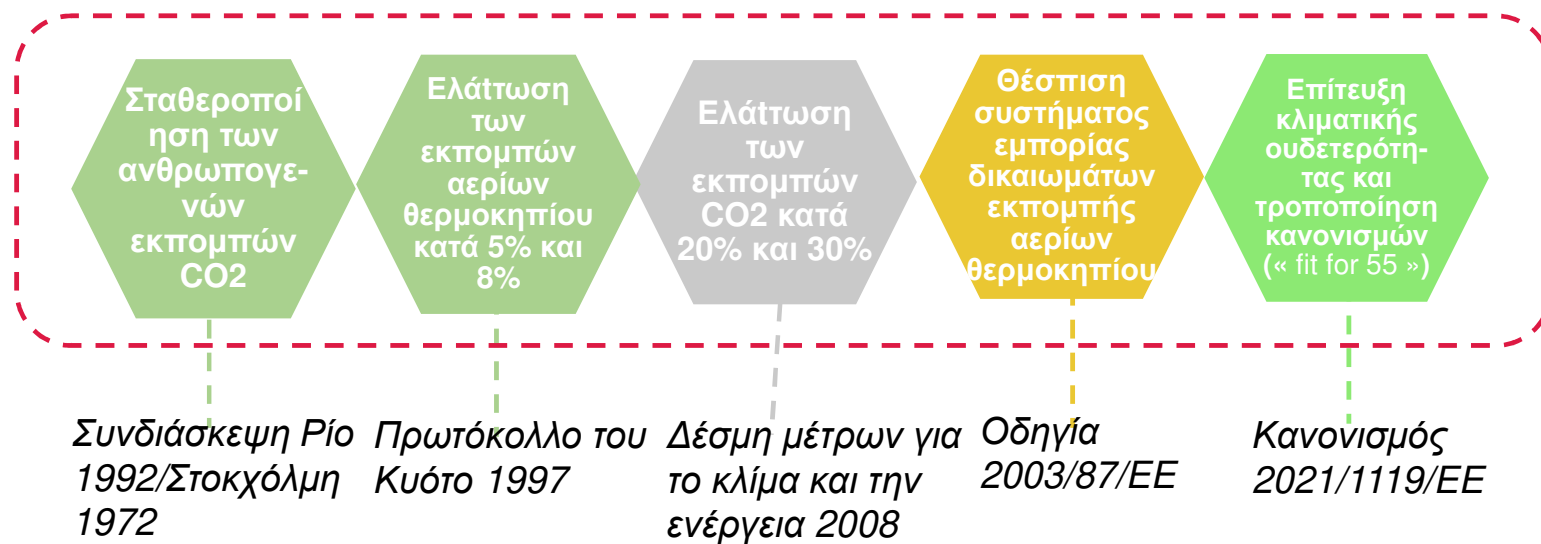 Σταθεροποί
ηση των
ανθρωπογε-
νών
εκπομπών
CO2
Ελάtτωση
των
εκπομπών
αερίων
θερμοκηπίου
κατά 5% και
8%
Ελάtτωση
των
εκπομπών
CO2 κατά
20% και 30%
Θέσπιση
συστήματος
εμπορίας
δικαιωμάτων
εκπομπής
αερίων
θερμοκηπίου
Επίτευξη
κλιματικής
ουδετερότη-
τας και
τροποποίηση
κανονισμών
(« fit for 55 »)
Συνδιάσκεψη Ρίο
1992/Στοκχόλμη
1972
Πρωτόκολλο του
Κυότο 1997
Δέσμη μέτρων για
το κλίμα και την
ενέργεια 2008
Οδηγία
2003/87/ΕΕ
Κανονισμός
2021/1119/ΕΕ